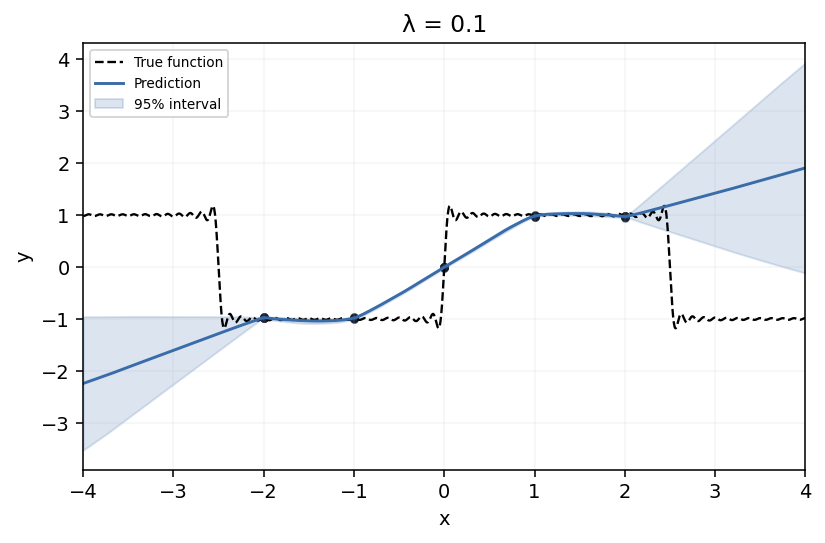 λ = 0.1
True function
Prediction
95% interval
4
3
2
1
0
−1
−2
−3
y
−4 −3 −2 −1 0 1 2 3 4
x